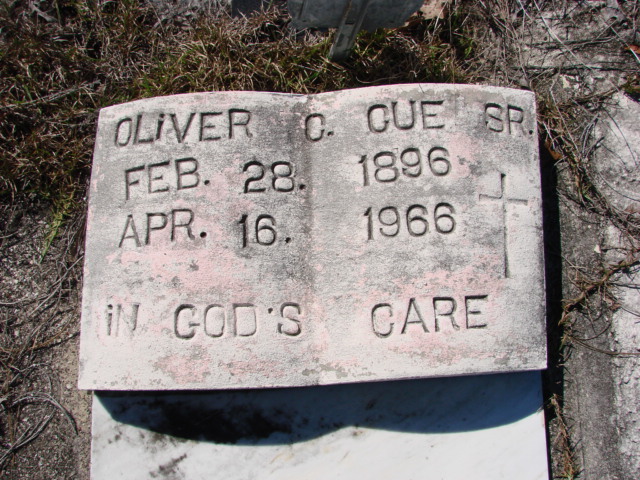 OLiVER C. CUE SR.
FEB. 28. 1896
APR. 16. 1966
iN GOD'S CARE